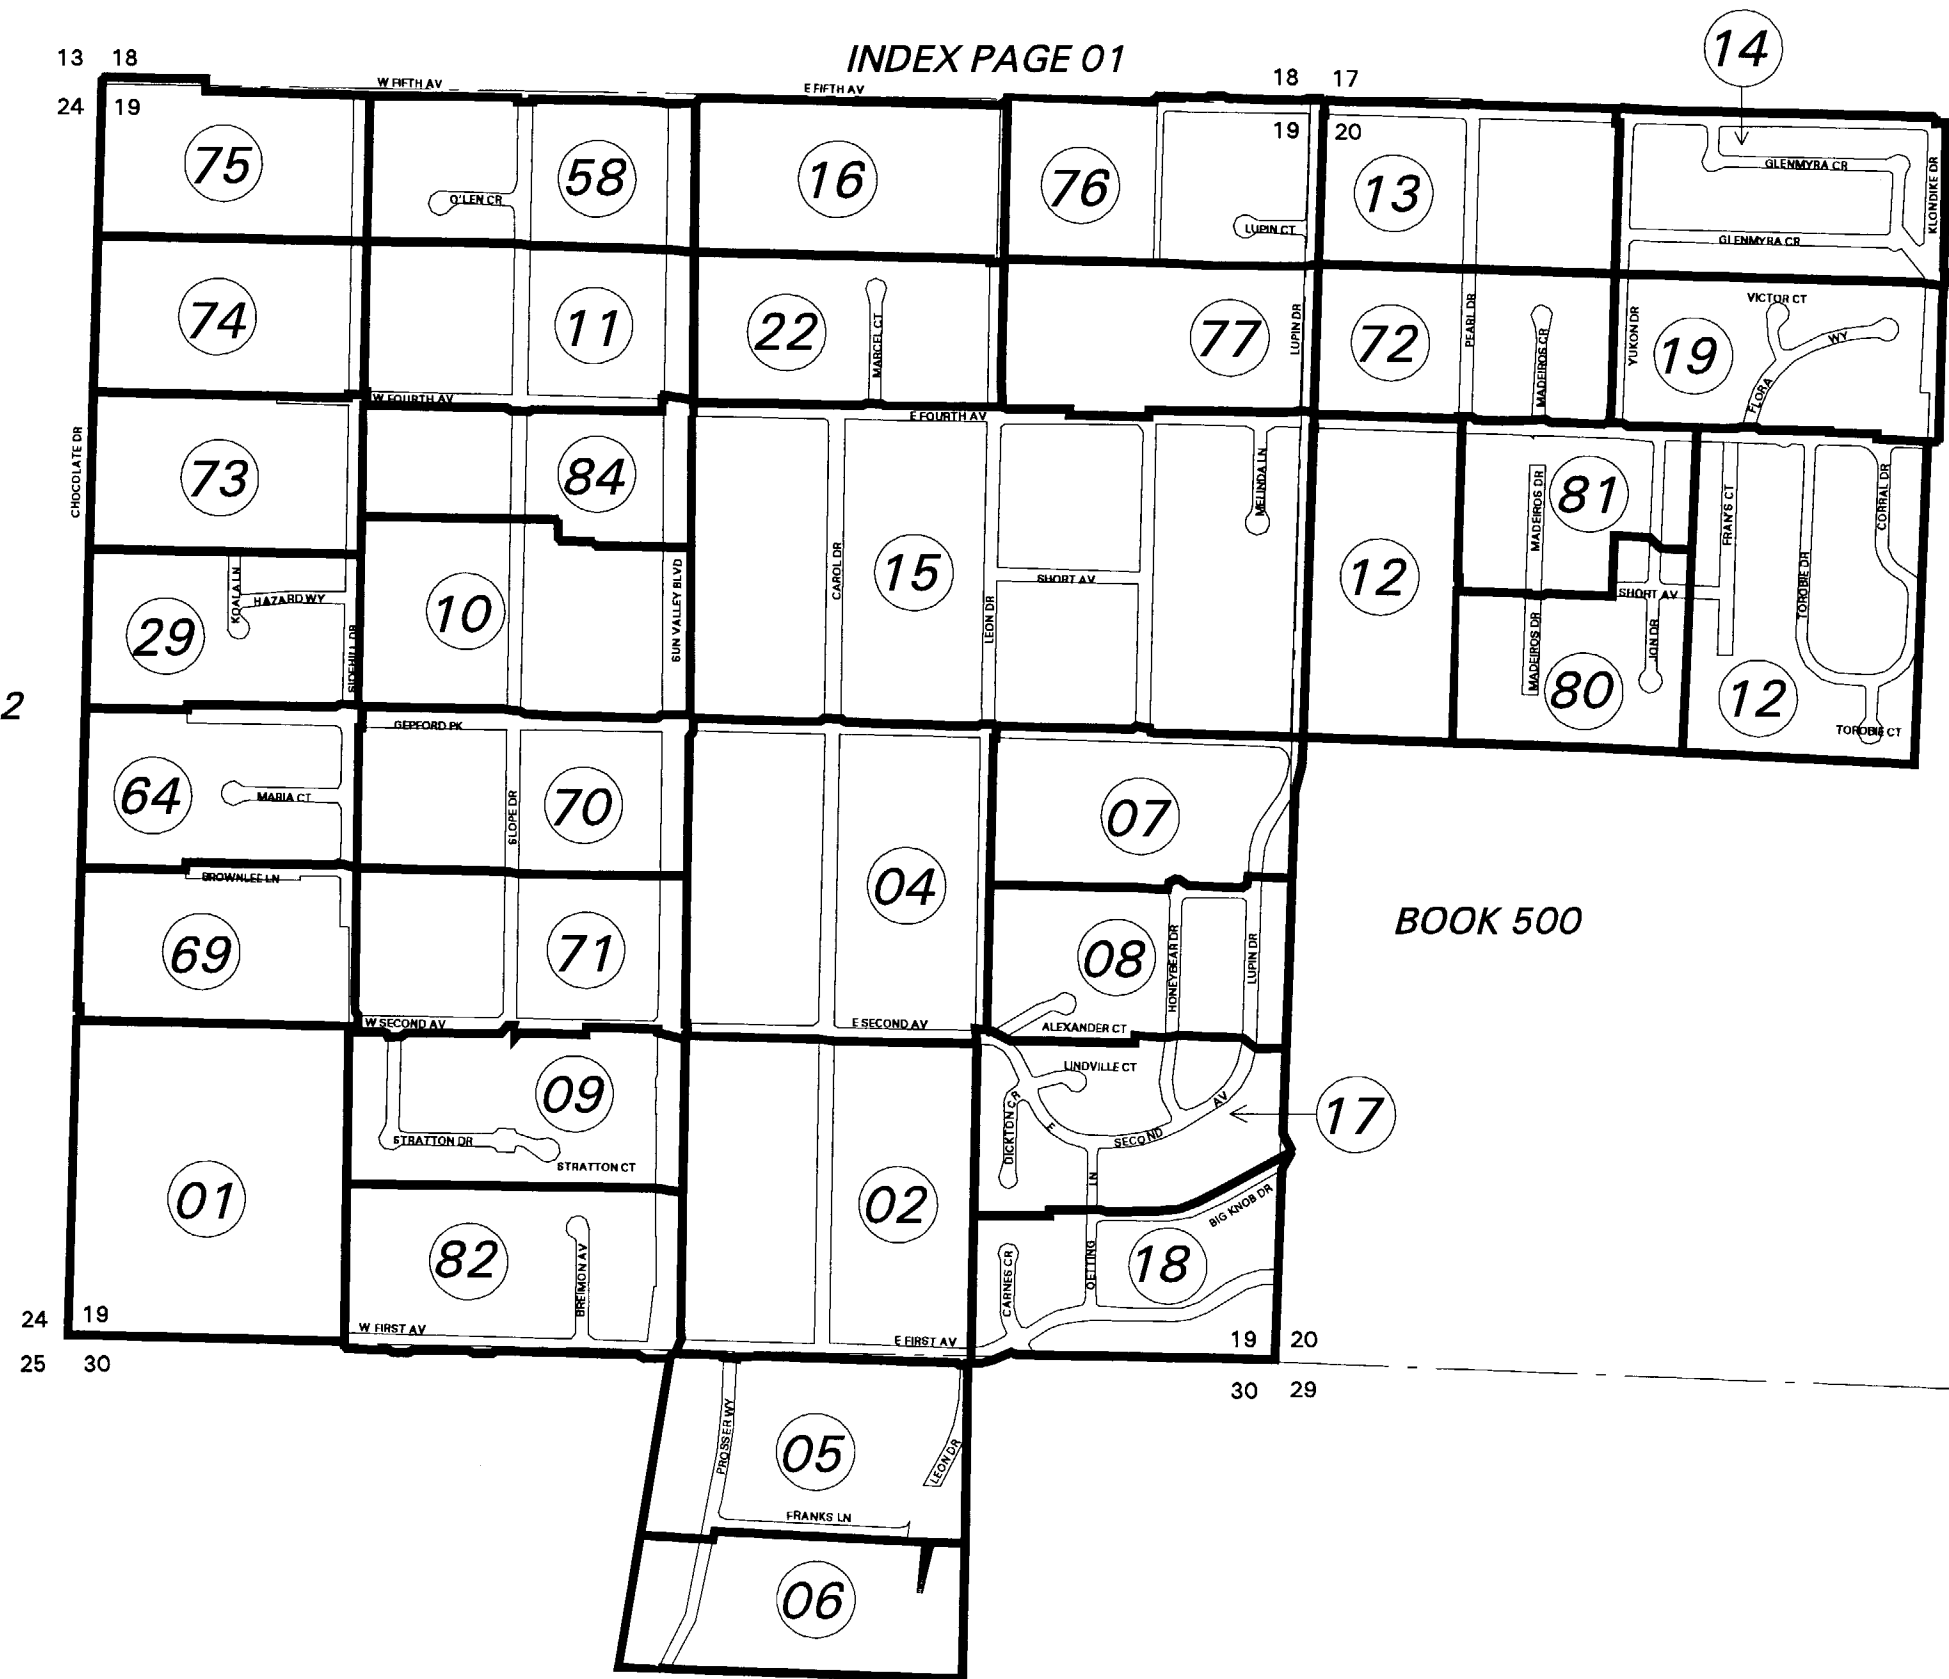 INDEX PAGE 01
14
13 18
18 17
W FIFTH AV
E FIFTH AV
24 19
19 20
75
58
16
76
13
GLENMYRA CR
KLONDIKE DR
O'LEN CR
LUPIN CT
GLENMYRA CR
74
11
22
MARCEL CT
77
LUPIN DR
72
PEARL DR
MADEIROS CR
YUKON DR
19
VICTOR CT
FLORA WY
W FOURTH AV
E FOURTH AV
CHOCOLATE DR
73
84
MELINDA LN
MADEIROS DR
81
FRAN'S CT
CORRAL DR
KOALA LN
HAZARD WY
29
SIDEHILL DR
10
SUN VALLEY BLVD
CAROL DR
15
LEON DR
SHORT AV
12
SHORT AV
TOROBIE DR
MADEIROS DR
80
JON DR
12
TOROBIE CT
2
GEPFORD PK
64
MARIA CT
SLOPE DR
70
07
BROWNLEE LN
04
BOOK 500
69
71
08
HONEYBEAR DR
LUPIN DR
W SECOND AV
E SECOND AV
ALEXANDER CT
LINDVILLE CT
09
DICKTON CR
E SECOND AV
17
STRATTON DR
STRATTON CT
01
02
LN
BIG KNOB DR
82
BREIMON AV
CARNES CR
OETTING
18
24 19
W FIRST AV
E FIRST AV
19 20
25 30
30 29
PROSSER WY
05
LEON DR
FRANKS LN
06